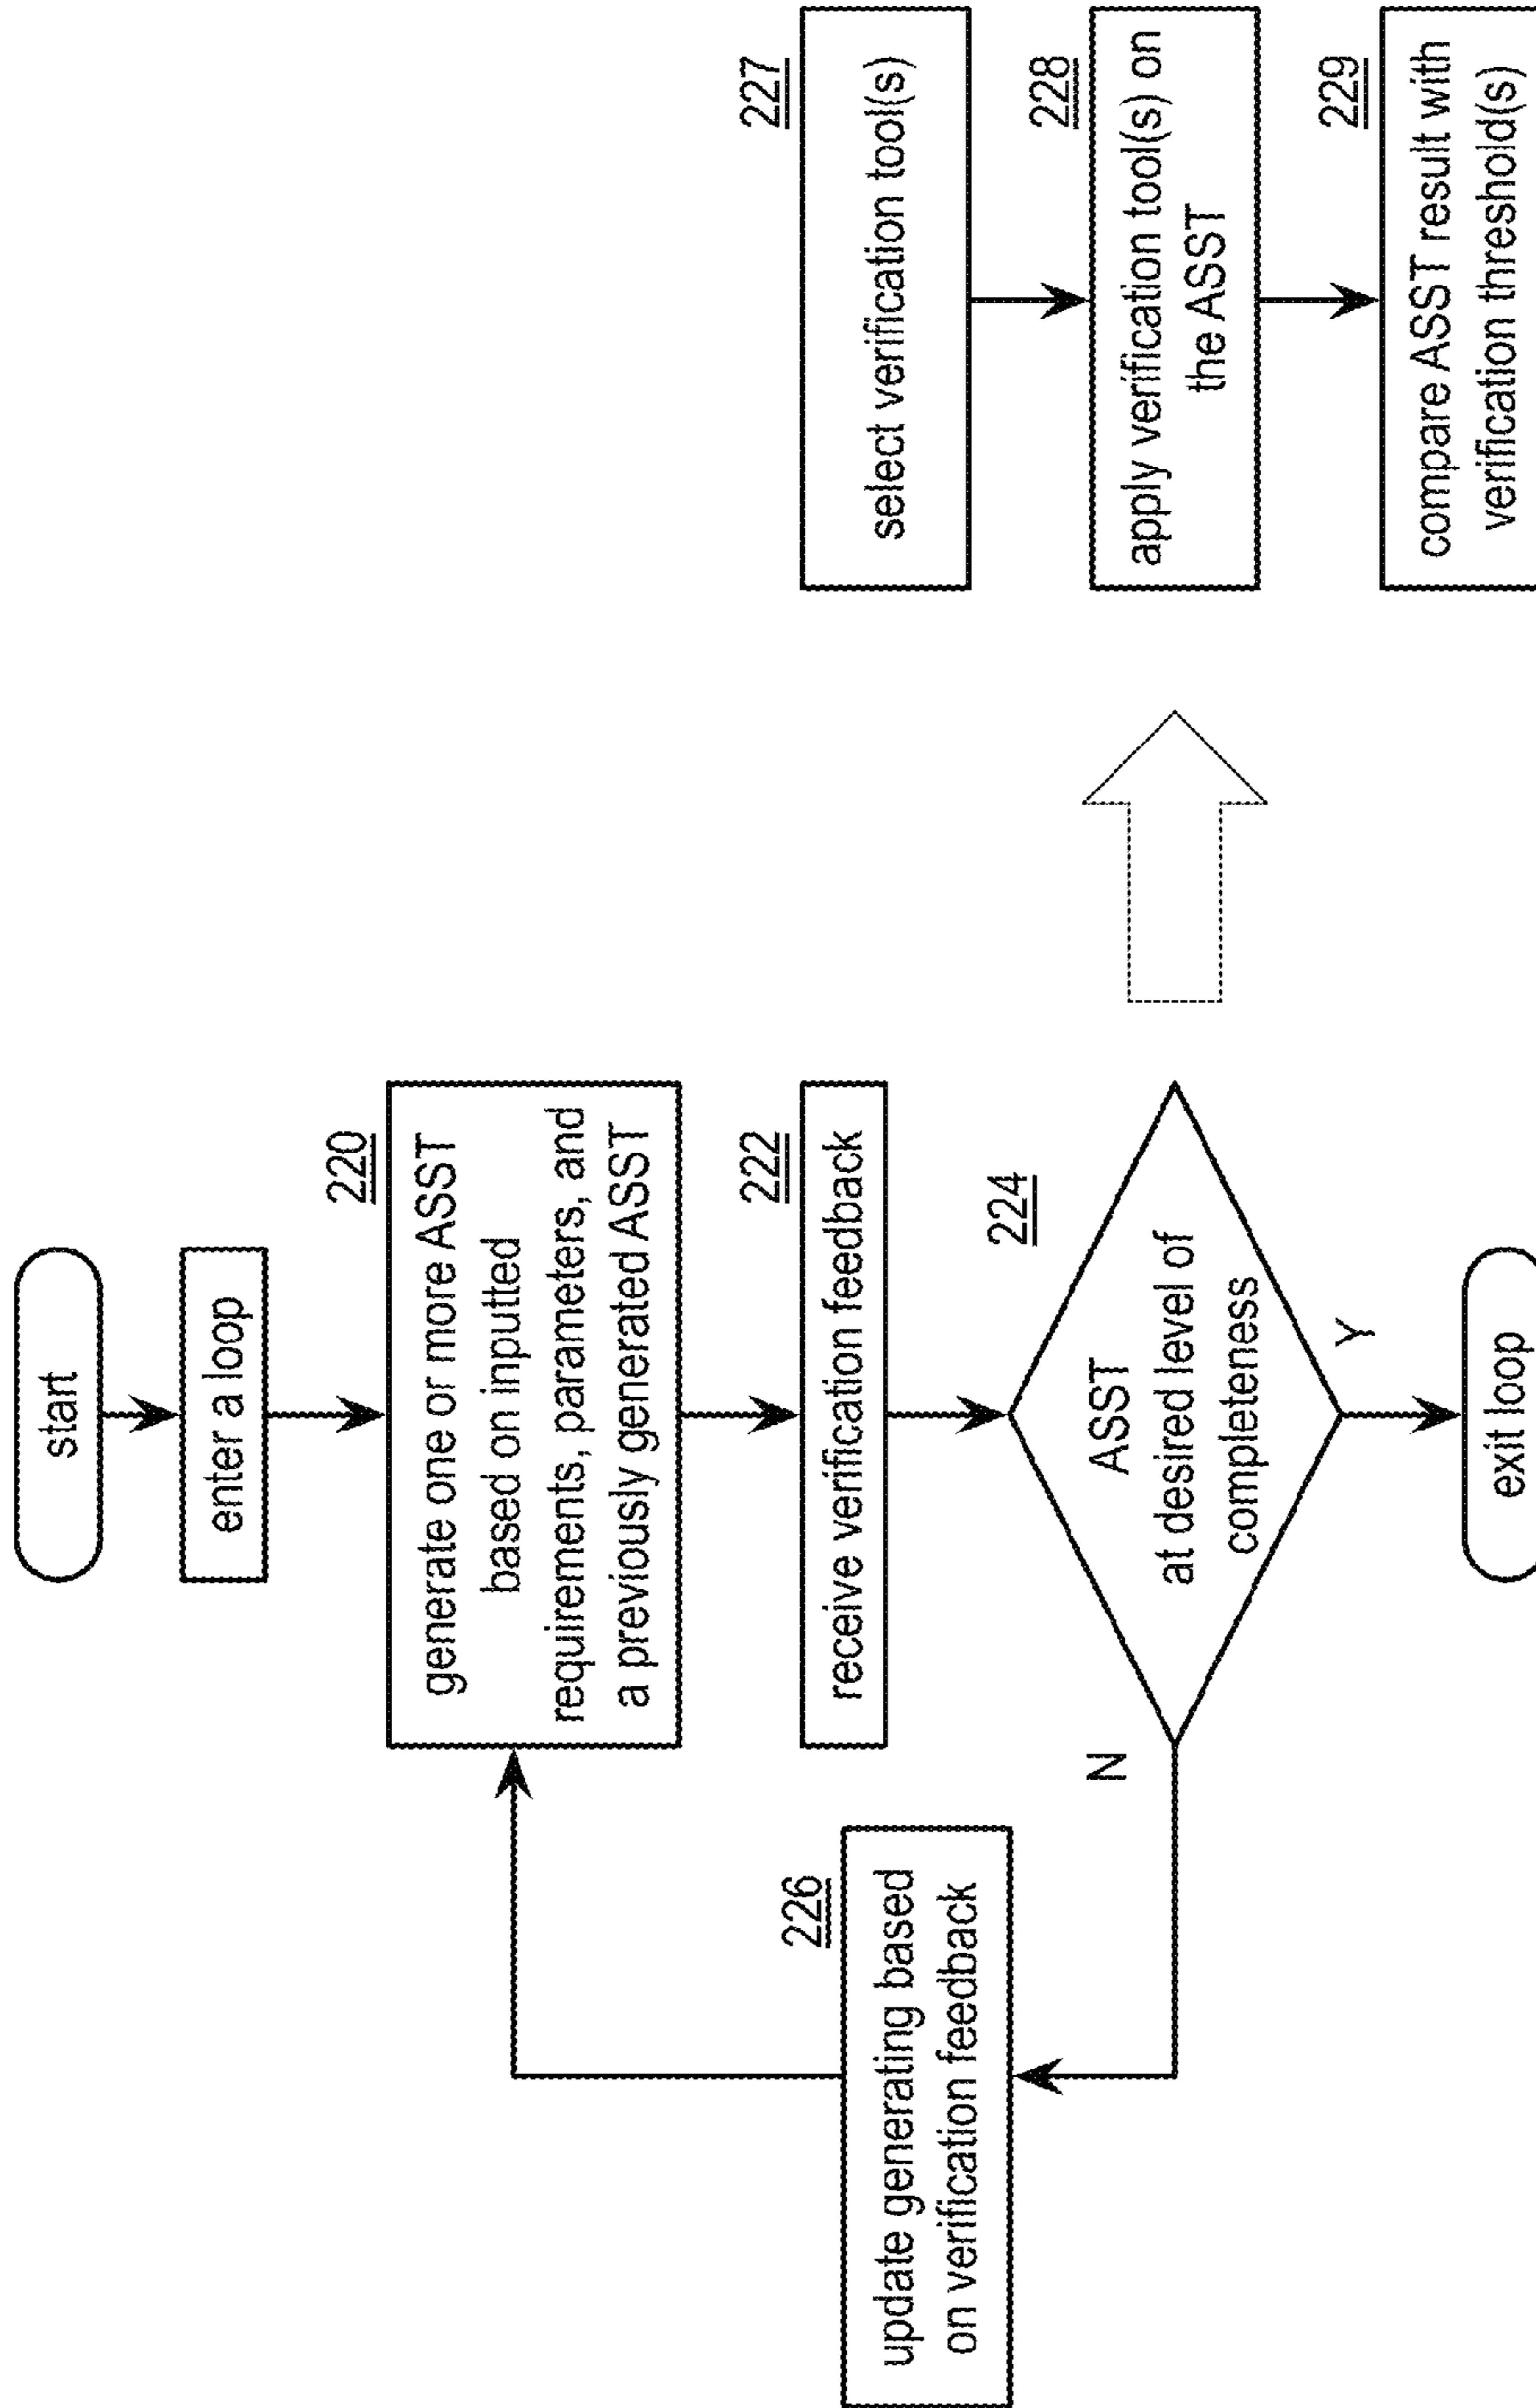 start
enter a loop
220
generate one or more ASST
based on inputted
requirements, parameters, and
a previously generated ASST
222
receive verification feedback
224
ASST
at desired level of
completeness
N
Y
226
update generating based
on verification feedback
exit loop
227
select verification tool(s)
228
apply verification tool(s) on
the ASST
229
compare ASST result with
verification threshold(s)